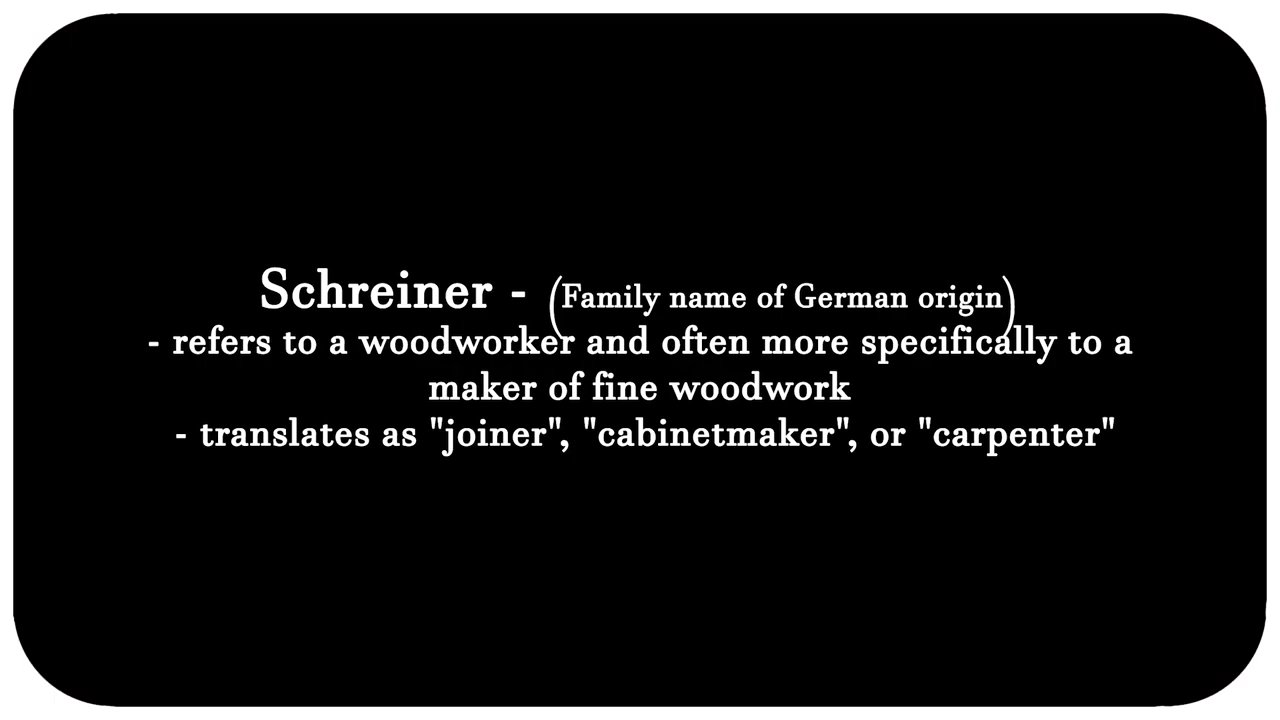 Schreiner - (Family name of German origin)
- refers to a woodworker and often more specifically to a
maker of fine woodwork
- translates as "joiner", "cabinetmaker", or "carpenter"